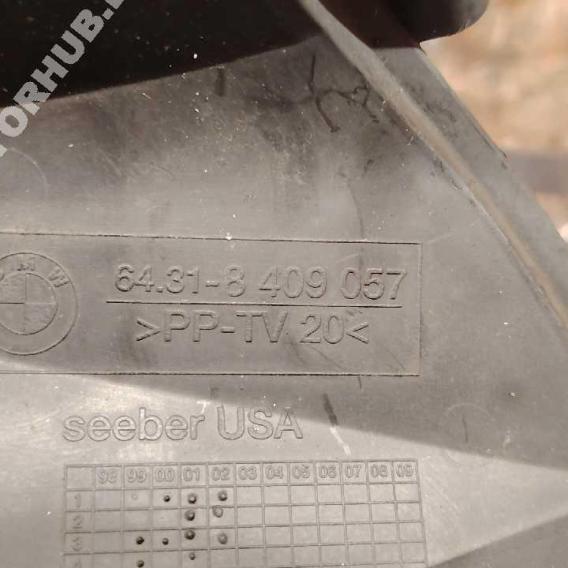 TORHUB.
BMW
64.31-8 409 057
>PP-TV 20<
seeber USA
98 99 00 01 02 03 04 05 06 07 08 09
1
2
3